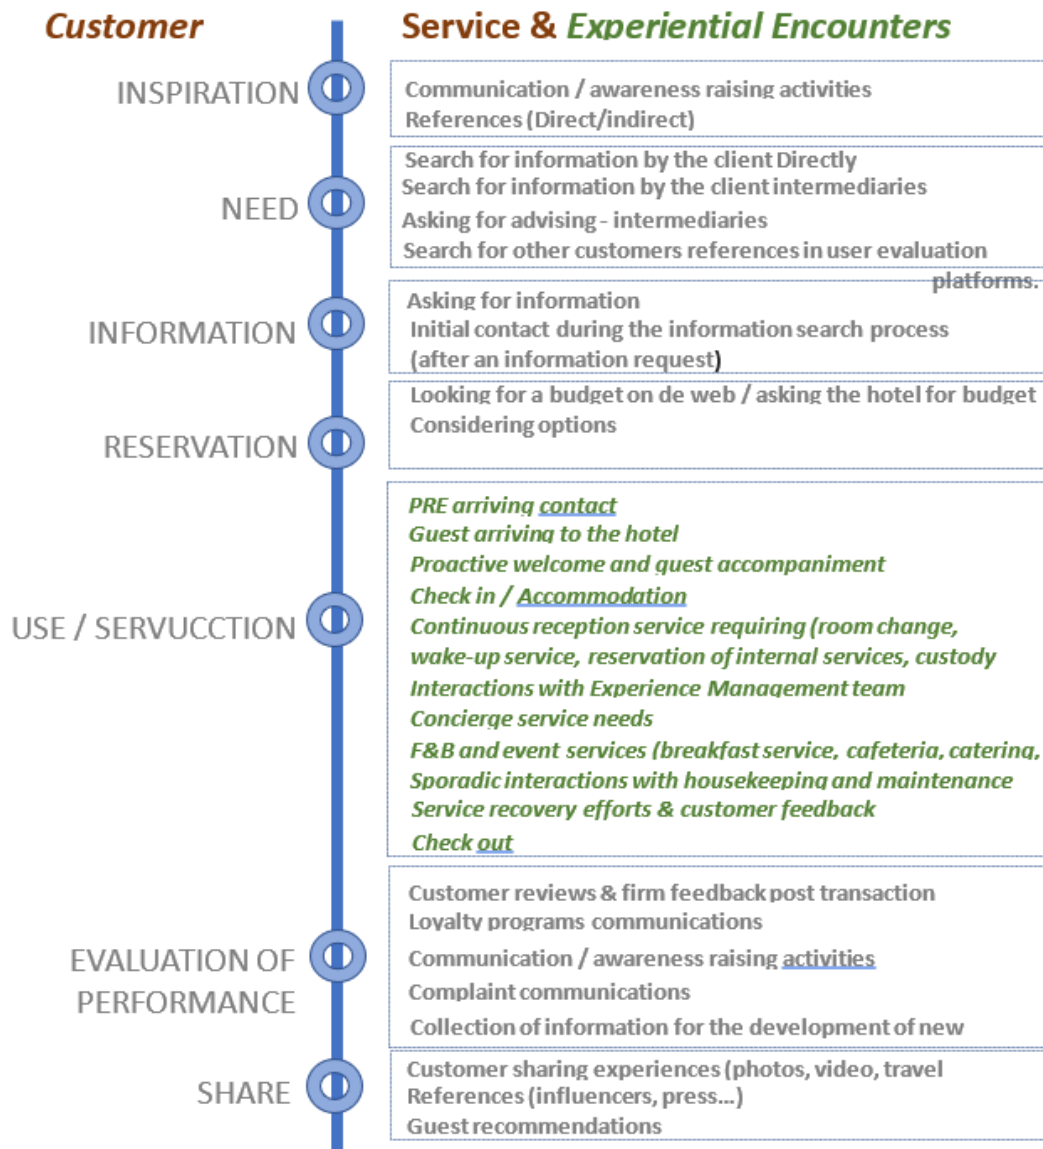 Customer
Service & Experiential Encounters
INSPIRATION
Communication / awareness raising activities
References (Direct/indirect)
NEED
Search for information by the client Directly
Search for information by the client intermediaries
Asking for advising - intermediaries
Search for other customers references in user evaluation
platforms.
INFORMATION
Asking for information
Initial contact during the information search process
(after an information request)
RESERVATION
Looking for a budget on de web / asking the hotel for budget
Considering options
USE / SERVUCCTION
PRE arriving contact
Guest arriving to the hotel
Proactive welcome and guest accompaniment
Check in / Accommodation
Continuous reception service requiring (room change,
wake-up service, reservation of internal services, custody
Interactions with Experience Management team
Concierge service needs
F&B and event services (breakfast service, cafeteria, catering,
Sporadic interactions with housekeeping and maintenance
Service recovery efforts & customer feedback
Check out
EVALUATION OF
PERFORMANCE
Customer reviews & firm feedback post transaction
Loyalty programs communications
Communication / awareness raising activities
Complaint communications
Collection of information for the development of new
SHARE
Customer sharing experiences (photos, video, travel
References (influencers, press...)
Guest recommendations